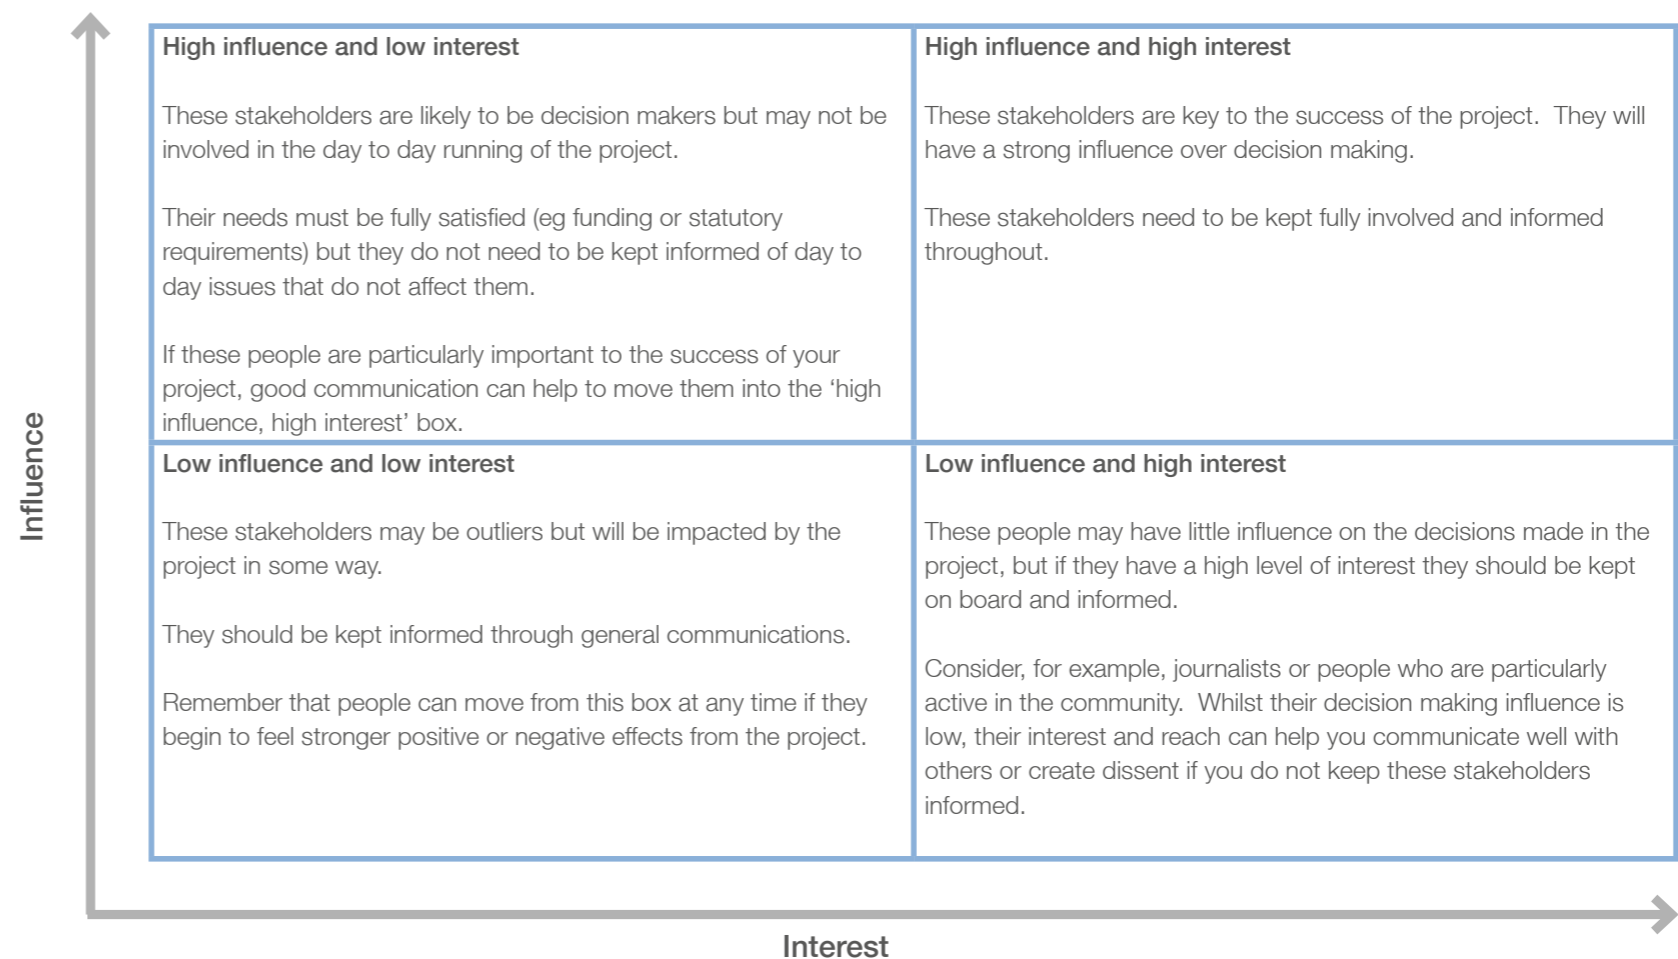 High influence and low interest
These stakeholders are likely to be decision makers but may not be
involved in the day to day running of the project.
Their needs must be fully satisfied (eg funding or statutory
requirements) but they do not need to be kept informed of day to
day issues that do not affect them.
If these people are particularly important to the success of your
project, good communication can help to move them into the ‘high
influence, high interest’ box.
High influence and high interest
These stakeholders are key to the success of the project.  They will
have a strong influence over decision making.
These stakeholders need to be kept fully involved and informed
throughout.
Influence
Low influence and low interest
These stakeholders may be outliers but will be impacted by the
project in some way.
They should be kept informed through general communications.
Remember that people can move from this box at any time if they
begin to feel stronger positive or negative effects from the project.
Low influence and high interest
These people may have little influence on the decisions made in the
project, but if they have a high level of interest they should be kept
on board and informed.
Consider, for example, journalists or people who are particularly
active in the community.  Whilst their decision making influence is
low, their interest and reach can help you communicate well with
others or create dissent if you do not keep these stakeholders
informed.
Interest